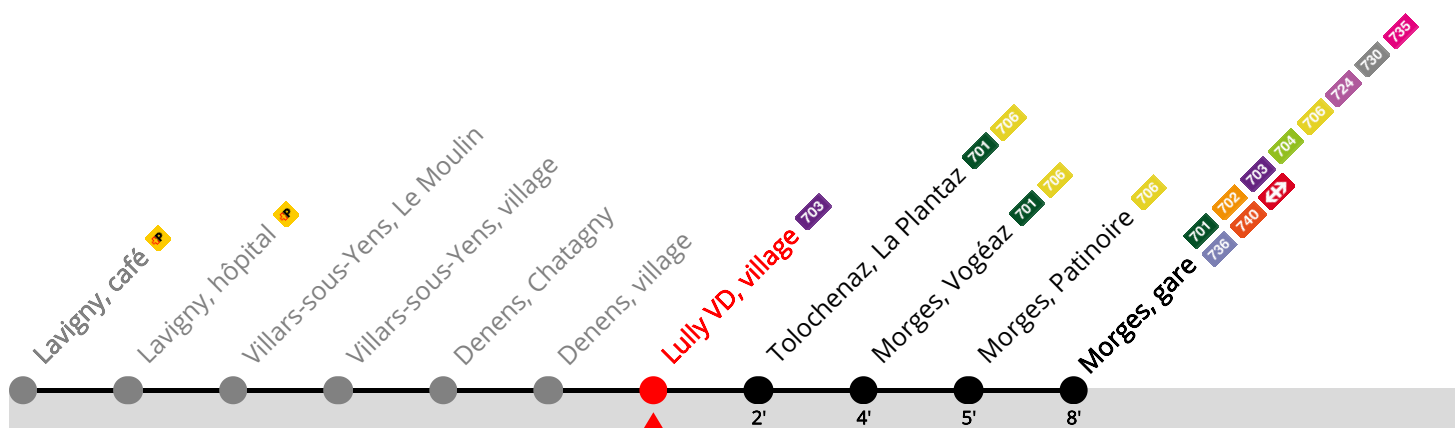 Lavigny, café P
Lavigny, hôpital P
Villars-sous-Yens, Le Moulin
Villars-sous-Yens, village
Denens, Chatagny
Denens, village
Lully VD, village 703
Tolochenaz, La Plantaz 701 706
Morges, Vogéaz 701 706
Morges, Patinoire 706
Morges, gare 701 702 703 704 706 724 730 735
736 740
2' 4' 5' 8'